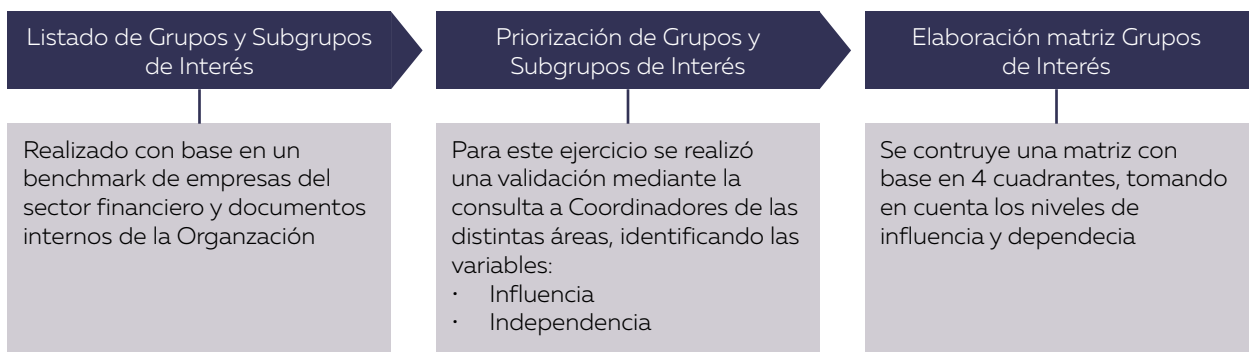 Listado de Grupos y Subgrupos
de Interés
Realizado con base en un
benchmark de empresas del
sector financiero y documentos
internos de la Organzación
Priorización de Grupos y
Subgrupos de Interés
Para este ejercicio se realizó
una validación mediante la
consulta a Coordinadores de las
distintas áreas, identificando las
variables:
· Influencia
· Independencia
Elaboración matriz Grupos
de Interés
Se contruye una matriz con
base en 4 cuadrantes, tomando
en cuenta los niveles de
influencia y dependecia